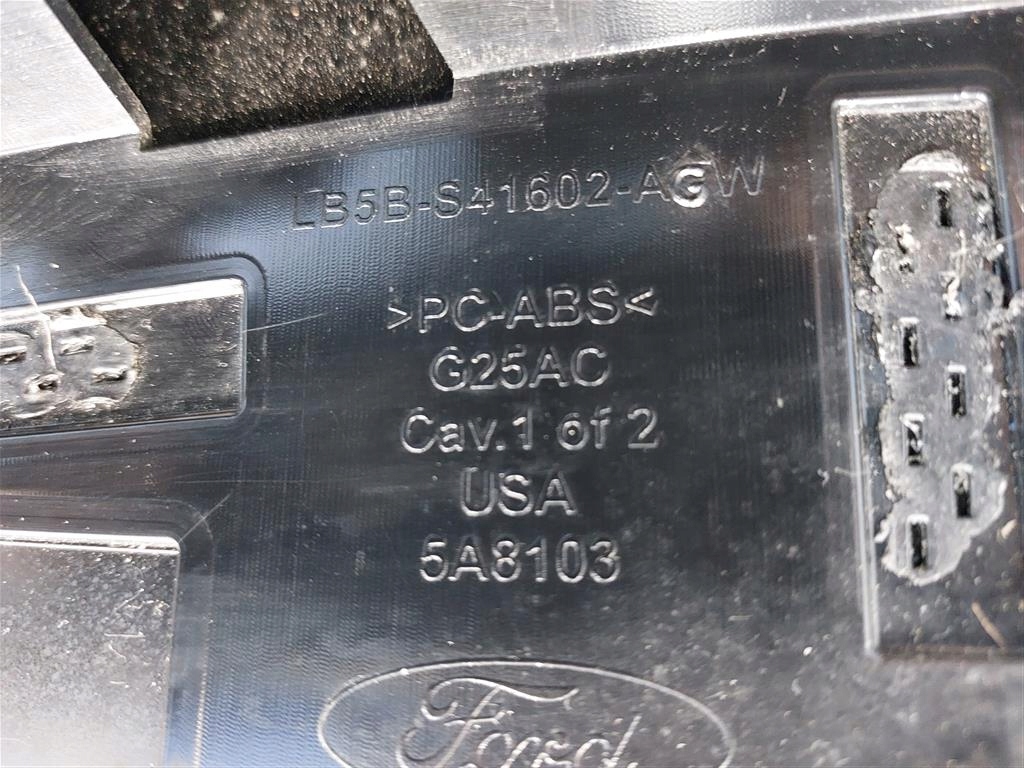 LB5B-S41602-AGW
>PC-ABS<
G25AC
Cav.1 of 2
USA
5A8103
Ford